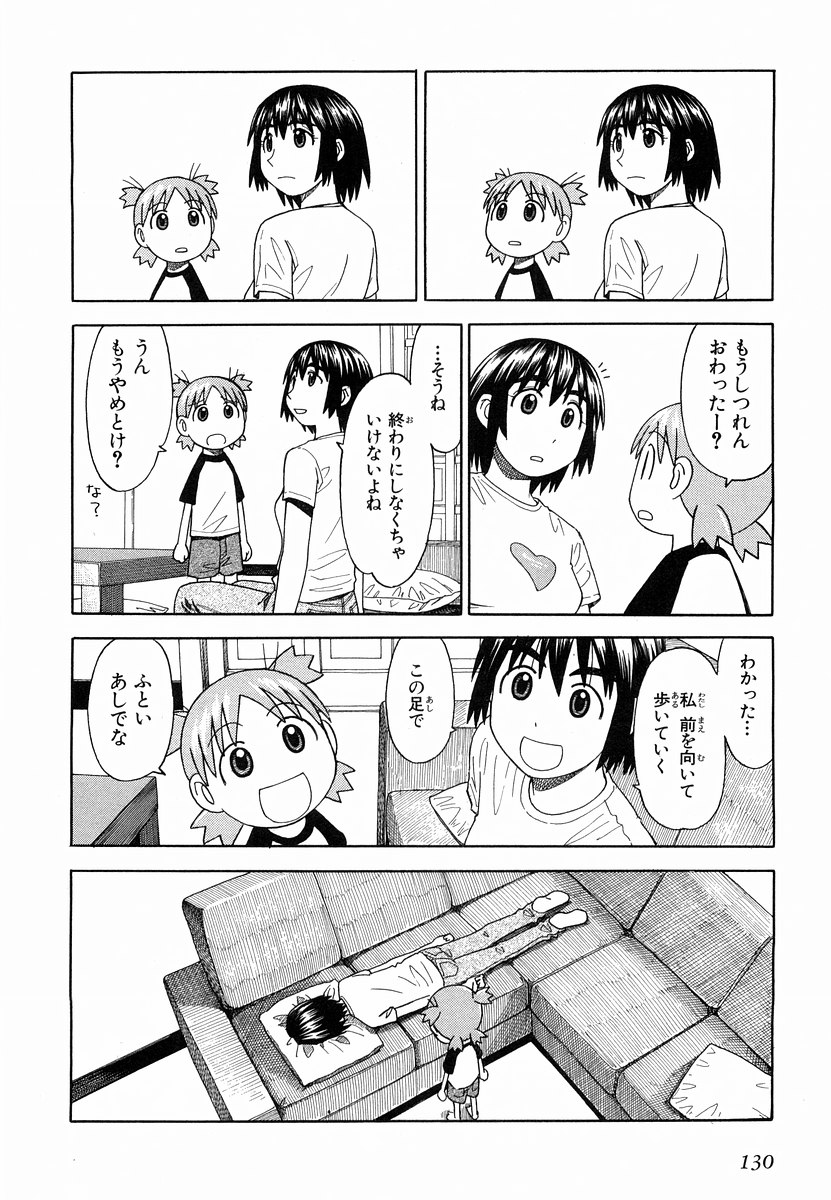 もうしつれん
おわったー？
…そうね
終わりにしなくちゃ
いけないよね
うん
もうやめとけ？
な？
わかった…
私 前を向いて
歩いていく
この足で
ふとい
あしでな
130